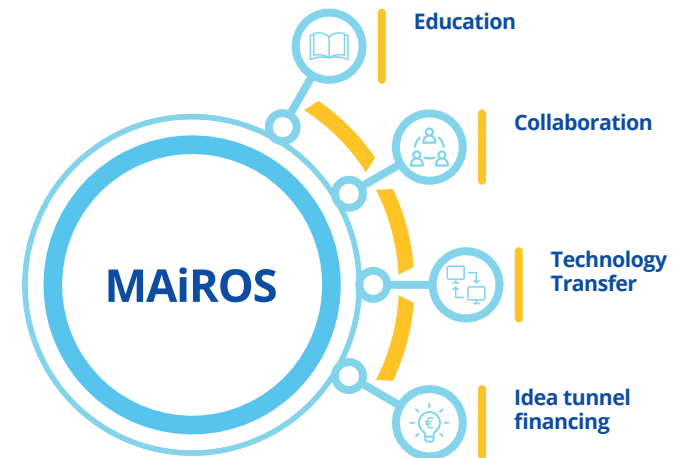 Education
Collaboration
MAiROS
Technology
Transfer
Idea tunnel
financing
€